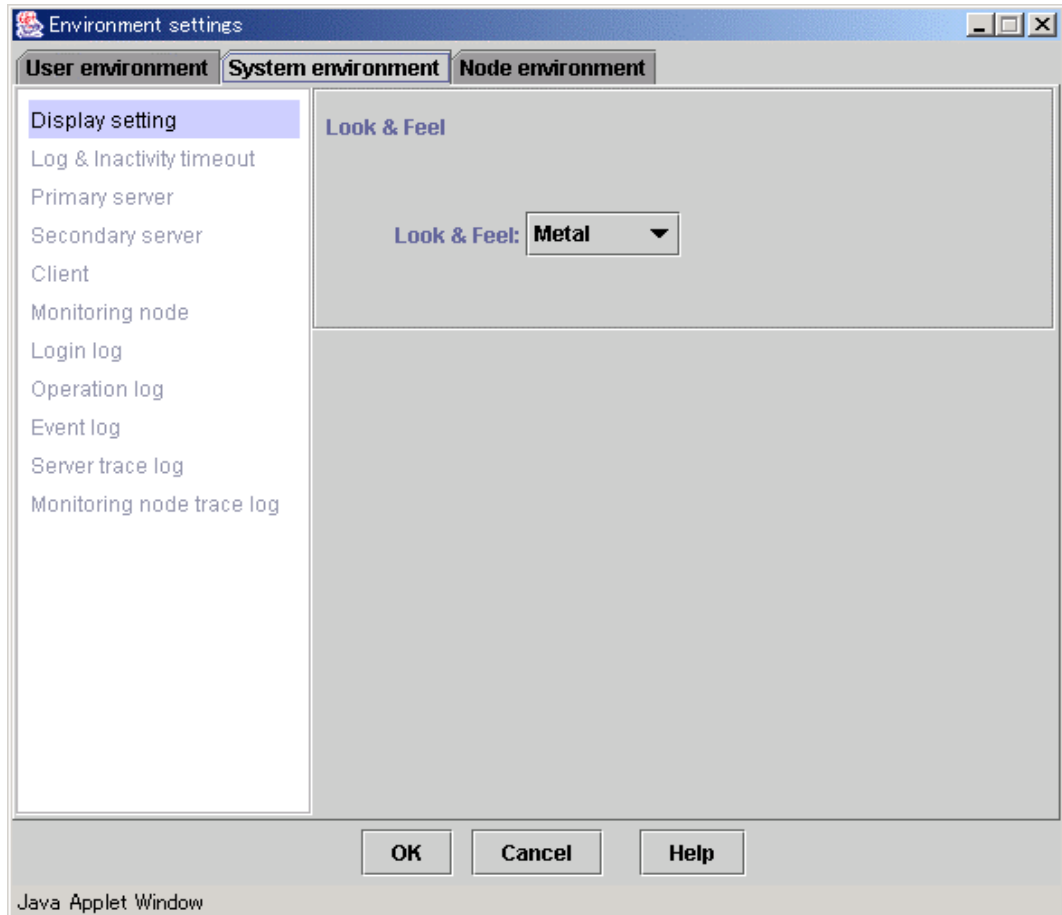 Environment settings
User environment System environment Node environment
Display setting
Log & Inactivity timeout
Primary server
Secondary server
Client
Monitoring node
Login log
Operation log
Event log
Server trace log
Monitoring node trace log
Look & Feel
Look & Feel: Metal
OK Cancel Help
Java Applet Window